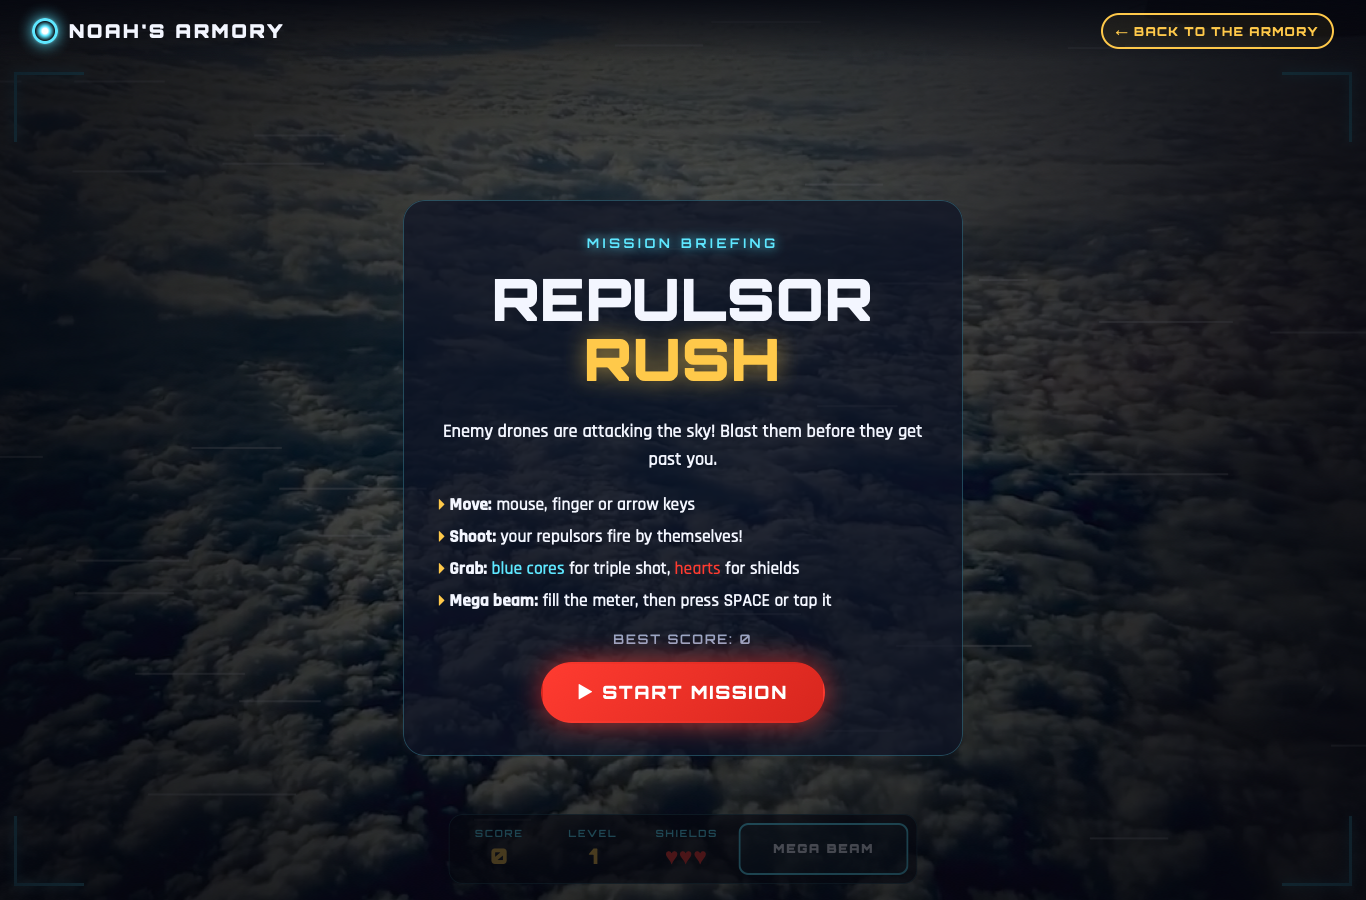 NOAH'S ARMORY
← BACK TO THE ARMORY
MISSION BRIEFING
REPULSOR
RUSH
Enemy drones are attacking the sky! Blast them before they get
past you.
Move: mouse, finger or arrow keys
Shoot: your repulsors fire by themselves!
Grab: blue cores for triple shot, hearts for shields
Mega beam: fill the meter, then press SPACE or tap it
BEST SCORE: 0
▶ START MISSION
SCORE LEVEL SHIELDS
0 1 ♥♥♥
MEGA BEAM